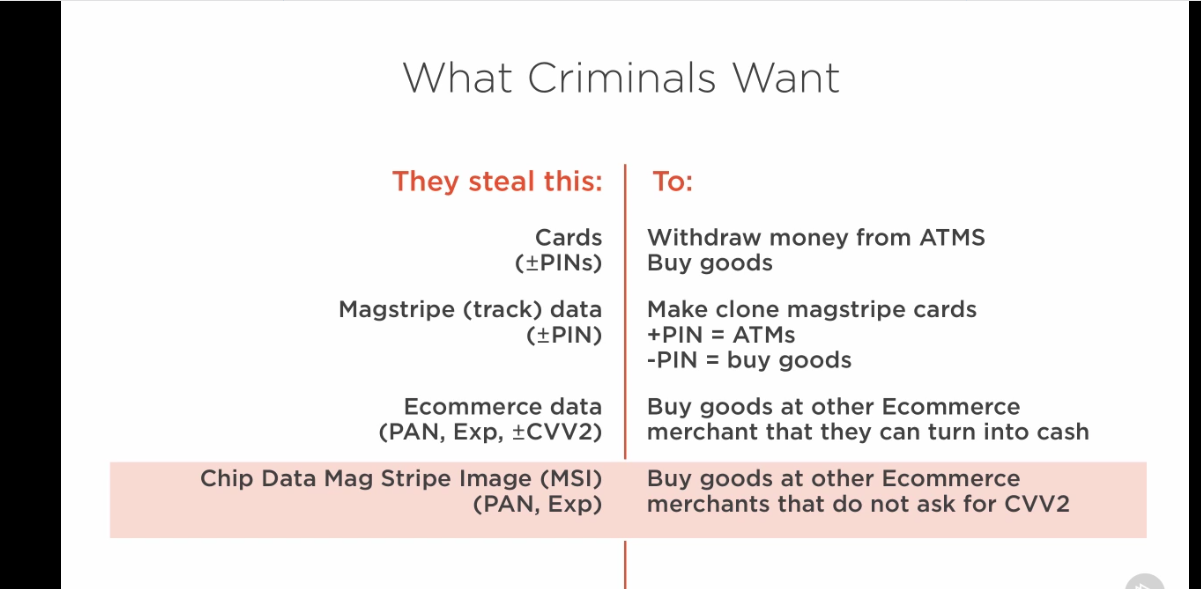 What Criminals Want
They steal this:
To:
Cards
(±PINs)
Withdraw money from ATMS
Buy goods
Magstripe (track) data
(±PIN)
Make clone magstripe cards
+PIN = ATMs
-PIN = buy goods
Ecommerce data
(PAN, Exp, ±CVV2)
Buy goods at other Ecommerce
merchant that they can turn into cash
Chip Data Mag Stripe Image (MSI)
(PAN, Exp)
Buy goods at other Ecommerce
merchants that do not ask for CVV2